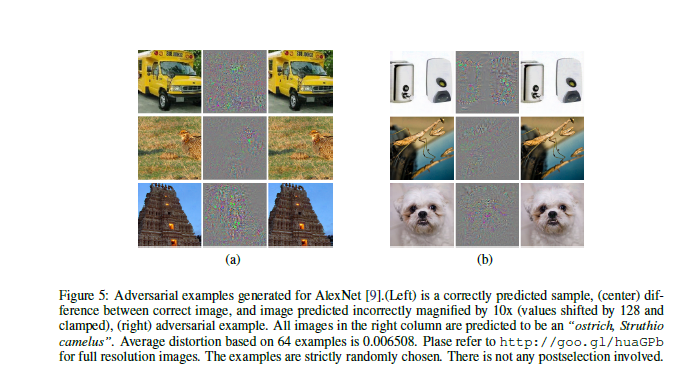 (a)
(b)
Figure 5: Adversarial examples generated for AlexNet [9].(Left) is a correctly predicted sample, (center) dif-
ference between correct image, and image predicted incorrectly magnified by 10x (values shifted by 128 and
clamped), (right) adversarial example. All images in the right column are predicted to be an “ostrich, Struthio
camelus”. Average distortion based on 64 examples is 0.006508. Plase refer to http://goo.gl/huaGPb
for full resolution images. The examples are strictly randomly chosen. There is not any postselection involved.